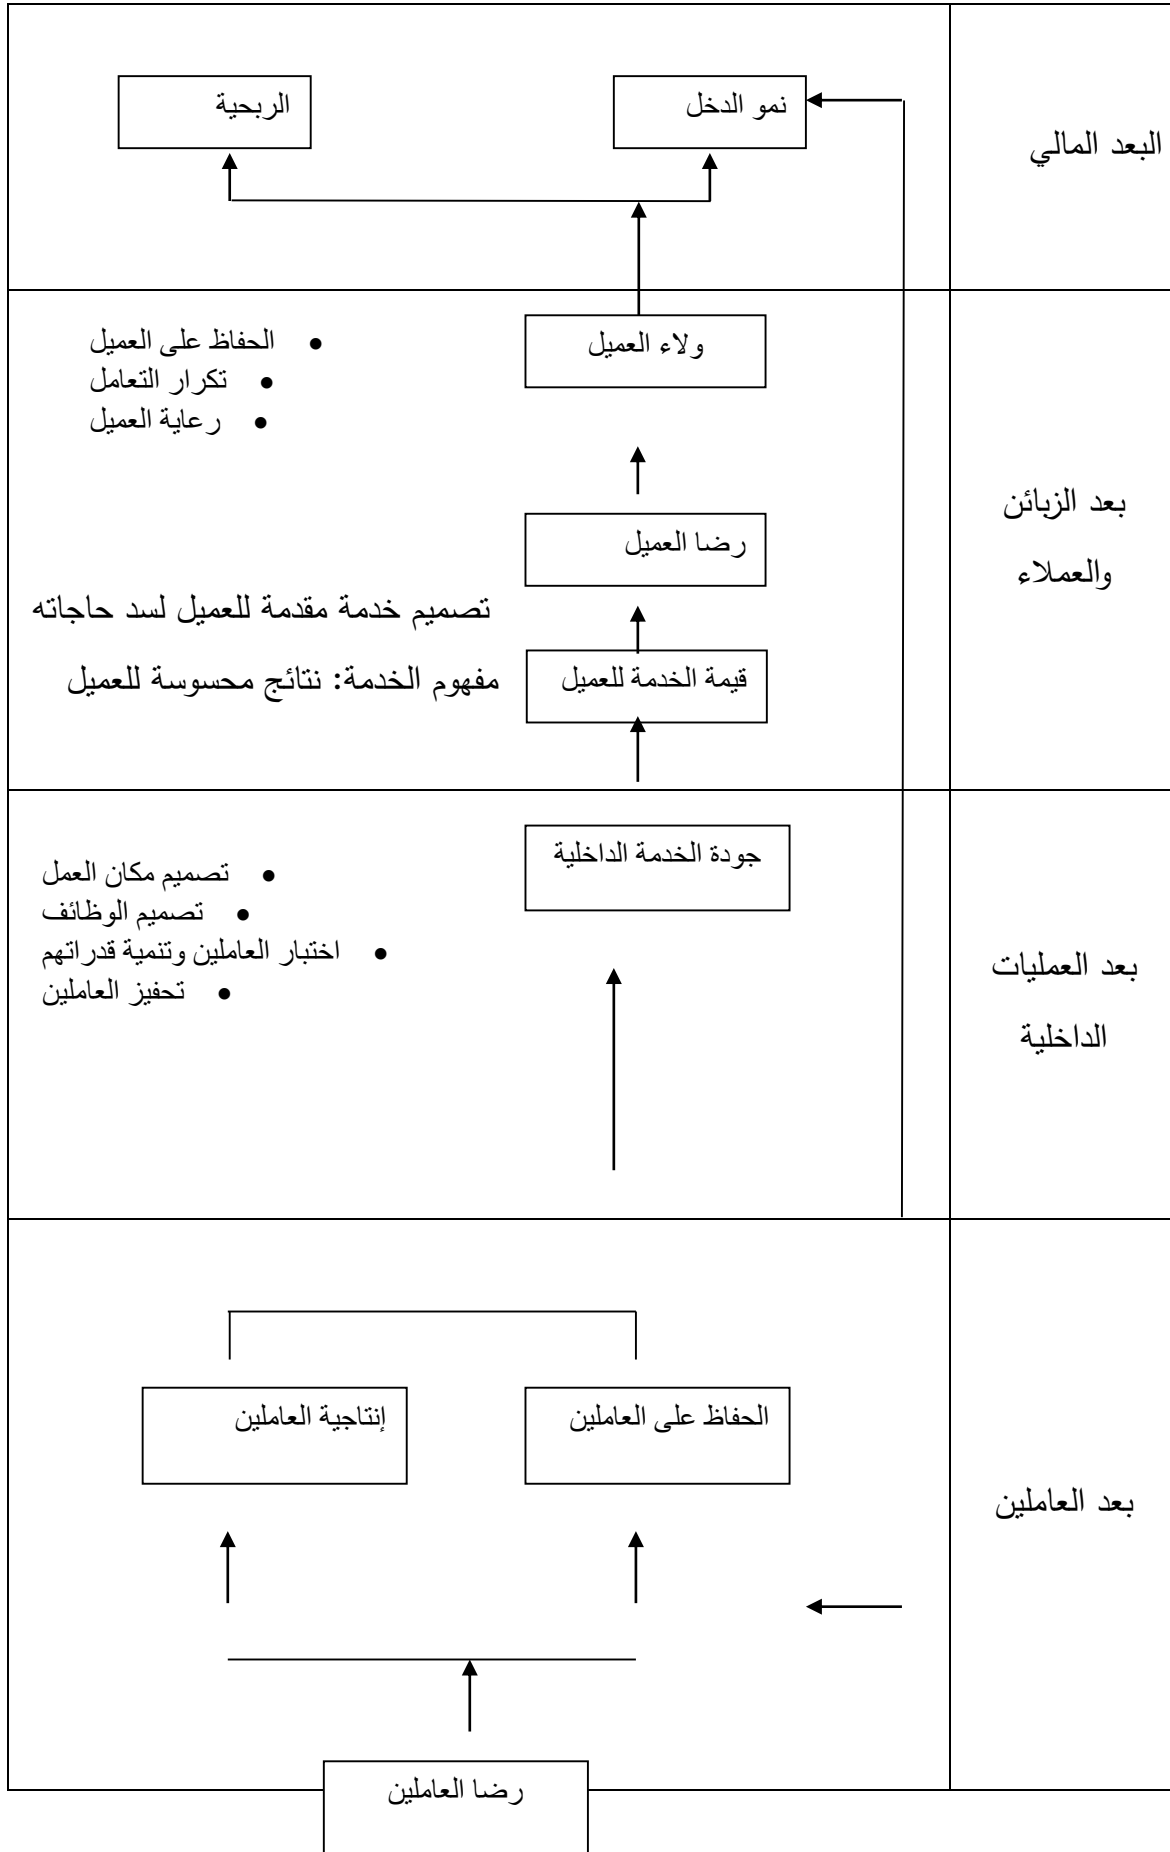 البعد المالي
نمو الدخل
الربحية
بعد الزبائن
والعملاء
ولاء العميل
• الحفاظ على العميل
• تكرار التعامل
• رعاية العميل
رضا العميل
تصميم خدمة مقدمة للعميل لسد حاجاته
قيمة الخدمة للعميل
مفهوم الخدمة: نتائج محسوسة للعميل
بعد العمليات
الداخلية
جودة الخدمة الداخلية
• تصميم مكان العمل
• تصميم الوظائف
• اختبار العاملين وتنمية قدراتهم
• تحفيز العاملين
بعد العاملين
الحفاظ على العاملين
إنتاجية العاملين
رضا العاملين